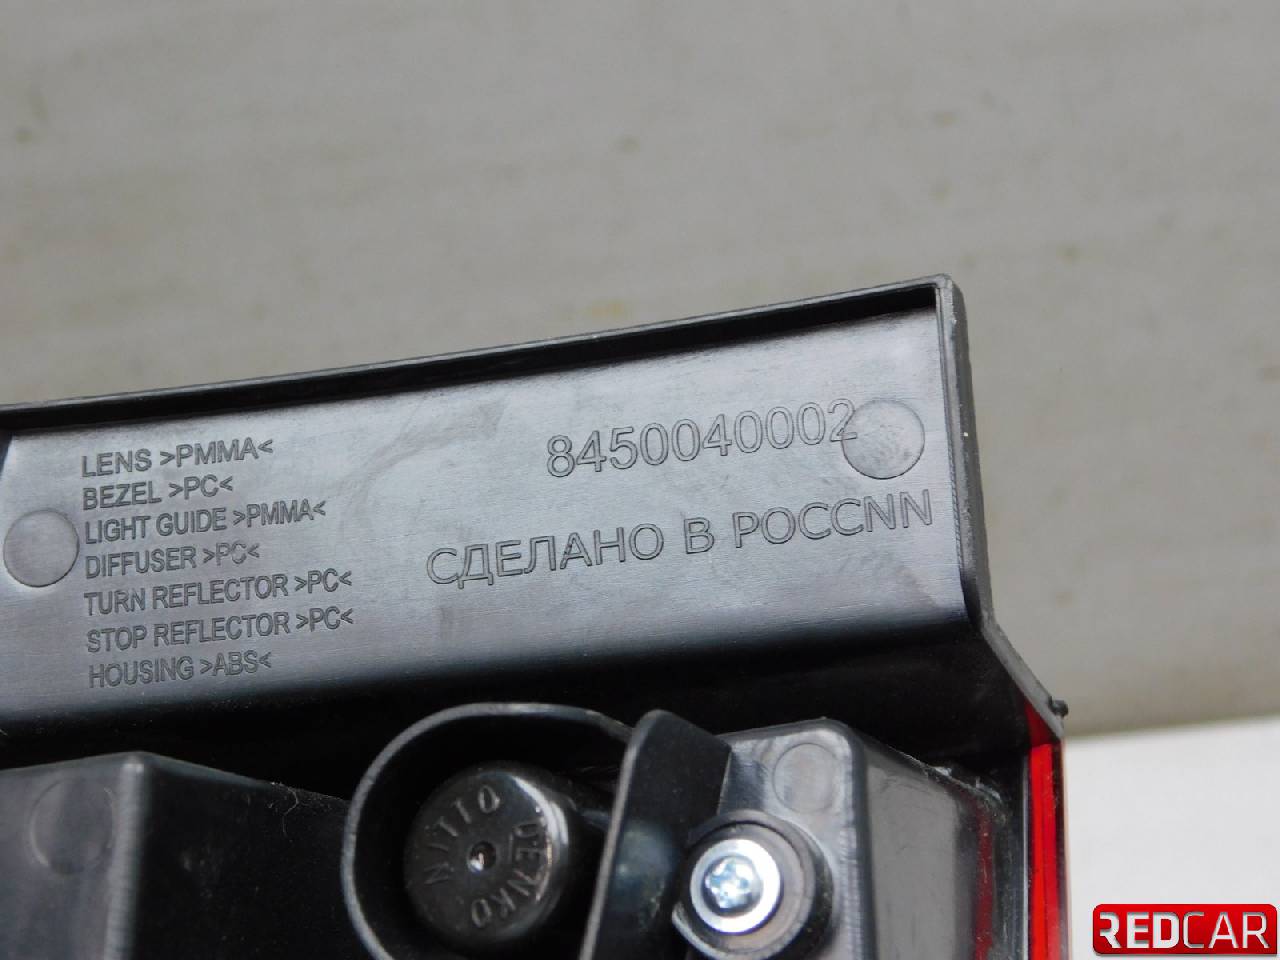 LENS >PMMA<
BEZEL >PC<
LIGHT GUIDE >PMMA<
DIFFUSER >PC<
TURN REFLECTOR >PC<
STOP REFLECTOR >PC<
HOUSING >ABS<
8450040002
СДЕЛАНО В РОССNN
NITTO
DENKO
REDCAR